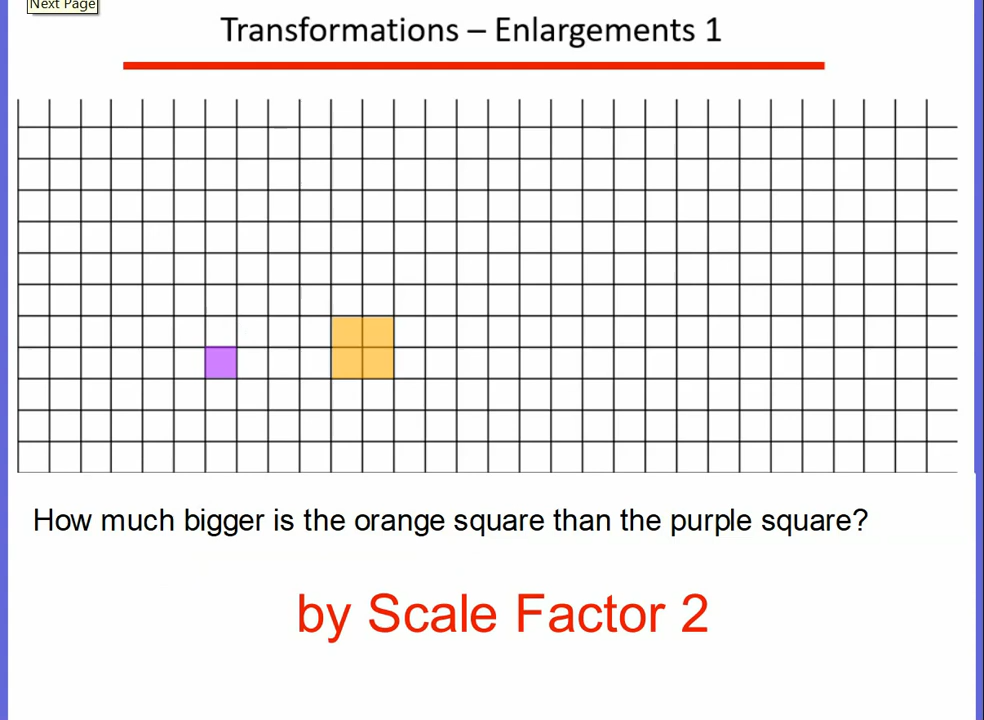 Next Page
Transformations – Enlargements 1
How much bigger is the orange square than the purple square?
by Scale Factor 2